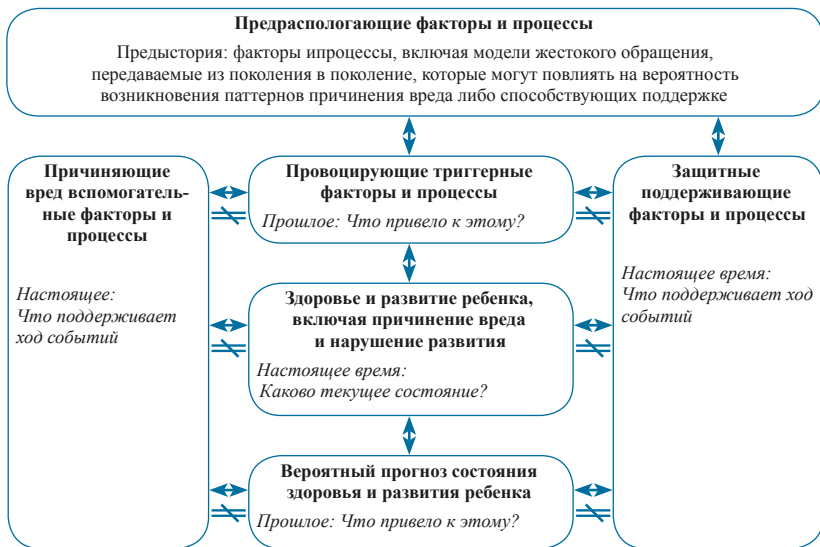 Предраспологающие факторы и процессы
Предыстория: факторы ипроцессы, включая модели жестокого обращения,
передаваемые из поколения в поколение, которые могут повлиять на вероятность
возникновения паттернов причинения вреда либо способствующих поддержке
Причиняющие
вред вспомогатель-
ные факторы и
процессы
Настоящее:
Что поддерживает
ход событий
Провоцирующие триггерные
факторы и процессы
Прошлое: Что привело к этому?
Здоровье и развитие ребенка,
включая причинение вреда
и нарушение развития
Настоящее время:
Каково текущее состояние?
Вероятный прогноз состояния
здоровья и развития ребенка
Прошлое: Что привело к этому?
Защитные
поддерживающие
факторы и процессы
Настоящее время:
Что поддерживает ход
событий